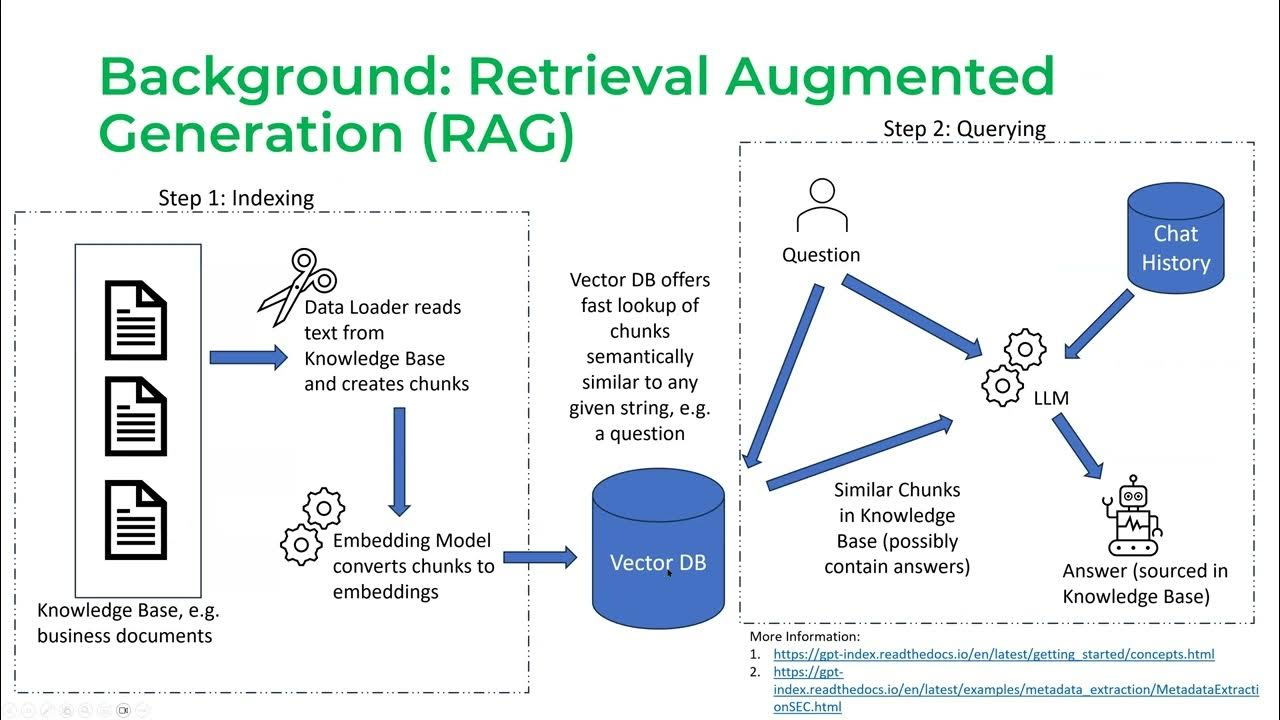 Background: Retrieval Augmented
Generation (RAG)
Step 1: Indexing
Data Loader reads
text from
Knowledge Base
and creates chunks
Embedding Model
converts chunks to
embeddings
Knowledge Base, e.g.
business documents
Vector DB offers
fast lookup of
chunks
semantically
similar to any
given string, e.g.
a question
Vector DB
Step 2: Querying
Question
Chat
History
LLM
Similar Chunks
in Knowledge
Base (possibly
contain answers)
Answer (sourced in
Knowledge Base)
More Information:
1. https://gpt-index.readthedocs.io/en/latest/getting_started/concepts.html
2. https://gpt-
index.readthedocs.io/en/latest/examples/metadata_extraction/MetadataExtracti
onSEC.html